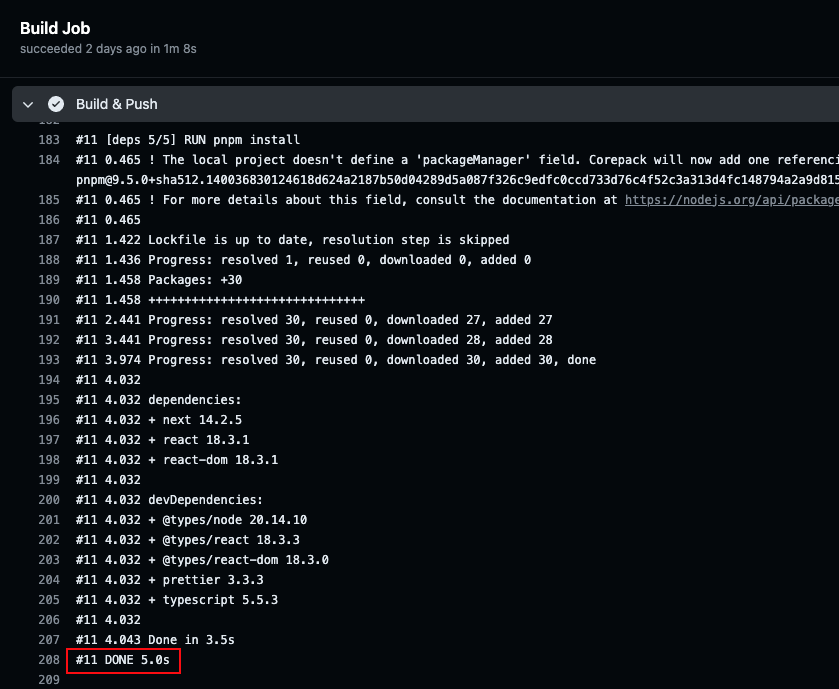 Build Job
succeeded 2 days ago in 1m 8s
Build & Push
183 #11 [deps 5/5] RUN pnpm install
184 #11 0.465 ! The local project doesn't define a 'packageManager' field. Corepack will now add one referenci
pnpm@9.5.0+sha512.140036830124618d624a2187b50d04289d5a087f326c9edfc0ccd733d76c4f52c3a313d4fc148794a2a9d815
185 #11 0.465 ! For more details about this field, consult the documentation at https://nodejs.org/api/package
186 #11 0.465
187 #11 1.422 Lockfile is up to date, resolution step is skipped
188 #11 1.436 Progress: resolved 1, reused 0, downloaded 0, added 0
189 #11 1.458 Packages: +30
190 #11 1.458 ++++++++++++++++++++++++++++++
191 #11 2.441 Progress: resolved 30, reused 0, downloaded 27, added 27
192 #11 3.441 Progress: resolved 30, reused 0, downloaded 28, added 28
193 #11 3.974 Progress: resolved 30, reused 0, downloaded 30, added 30, done
194 #11 4.032
195 #11 4.032 dependencies:
196 #11 4.032 + next 14.2.5
197 #11 4.032 + react 18.3.1
198 #11 4.032 + react-dom 18.3.1
199 #11 4.032
200 #11 4.032 devDependencies:
201 #11 4.032 + @types/node 20.14.10
202 #11 4.032 + @types/react 18.3.3
203 #11 4.032 + @types/react-dom 18.3.0
204 #11 4.032 + prettier 3.3.3
205 #11 4.032 + typescript 5.5.3
206 #11 4.032
207 #11 4.043 Done in 3.5s
208 #11 DONE 5.0s
209